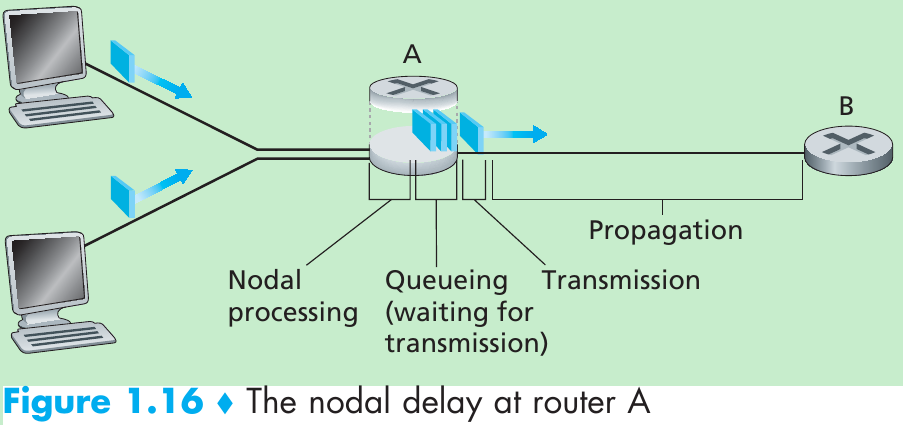 A
B
Propagation
Nodal
processing
Queueing
(waiting for
transmission)
Transmission
Figure 1.16 ♦ The nodal delay at router A